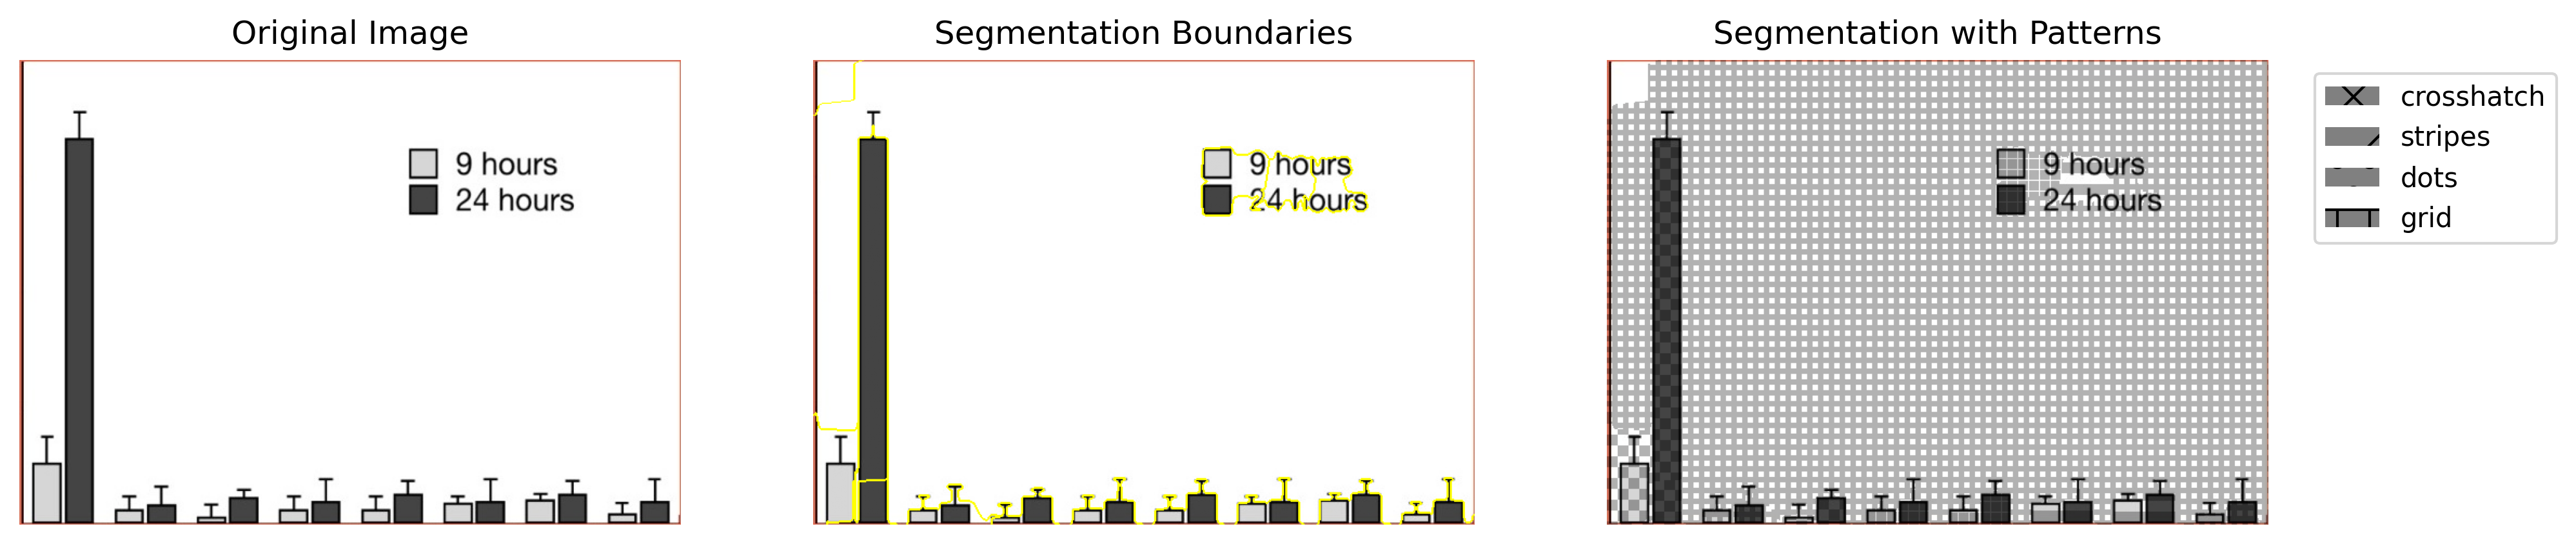 Original Image
9 hours
24 hours
Segmentation Boundaries
9 hours
24 hours
Segmentation with Patterns
9 hours
24 hours
crosshatch
stripes
dots
grid